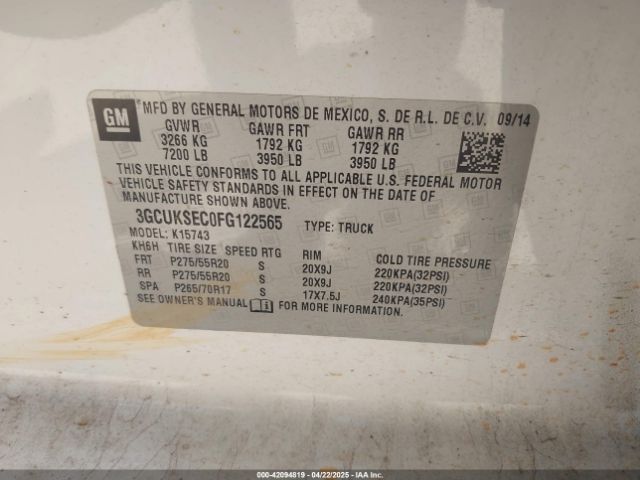 GM
MFD BY GENERAL MOTORS DE MEXICO, S. DE R.L. DE C.V. 09/14
GVWR GAWR FRT GAWR RR
3266 KG 1792 KG 1792 KG
7200 LB 3950 LB 3950 LB
THIS VEHICLE CONFORMS TO ALL APPLICABLE U.S. FEDERAL MOTOR
VEHICLE SAFETY STANDARDS IN EFFECT ON THE DATE OF
MANUFACTURE SHOWN ABOVE.
3GCUKSEC0FG122565 TYPE: TRUCK
MODEL: K15743
KH6H TIRE SIZE SPEED RTG RIM COLD TIRE PRESSURE
FRT P275/55R20 S 20X9J 220KPA(32PSI)
RR P275/55R20 S 20X9J 220KPA(32PSI)
SPA P265/70R17 S 17X7.5J 240KPA(35PSI)
SEE OWNER'S MANUAL FOR MORE INFORMATION.
000-42094819 - 04/22/2025 - IAA, Inc.